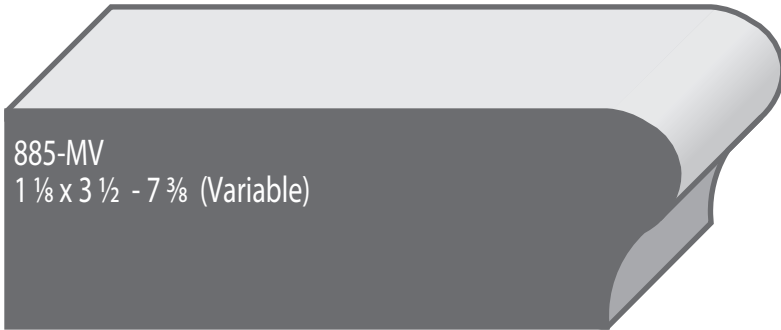 885-MV
1 ⅛ x 3 ½ - 7 ⅜ (Variable)